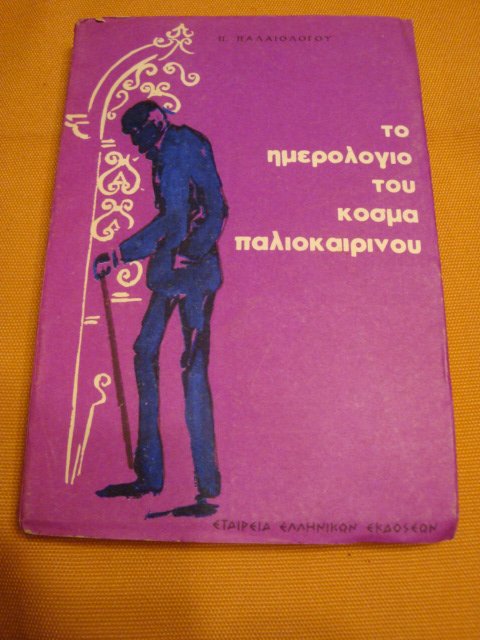 Π. ΠΑΛΑΙΟΛΟΓΟΥ
το
ημερολογιο
του
κοσμα
παλιοκαιρινου
ΕΤΑΙΡΕΙΑ ΕΛΛΗΝΙΚΩΝ ΕΚΔΟΣΕΩΝ